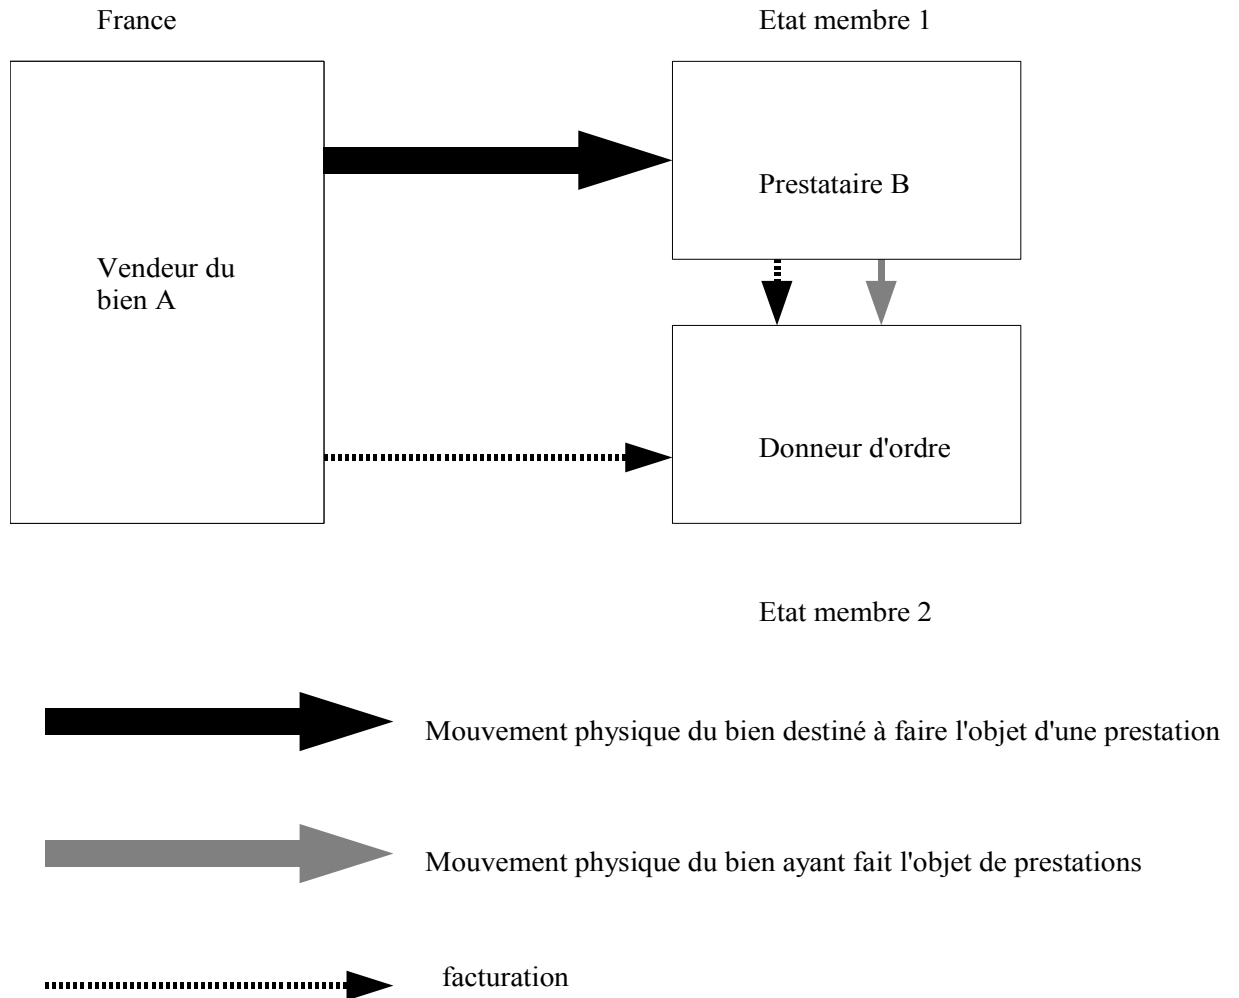 France
Etat membre 1
Prestataire B
Vendeur du
bien A
Donneur d'ordre
Etat membre 2
Mouvement physique du bien destiné à faire l'objet d'une prestation
Mouvement physique du bien ayant fait l'objet de prestations
facturation